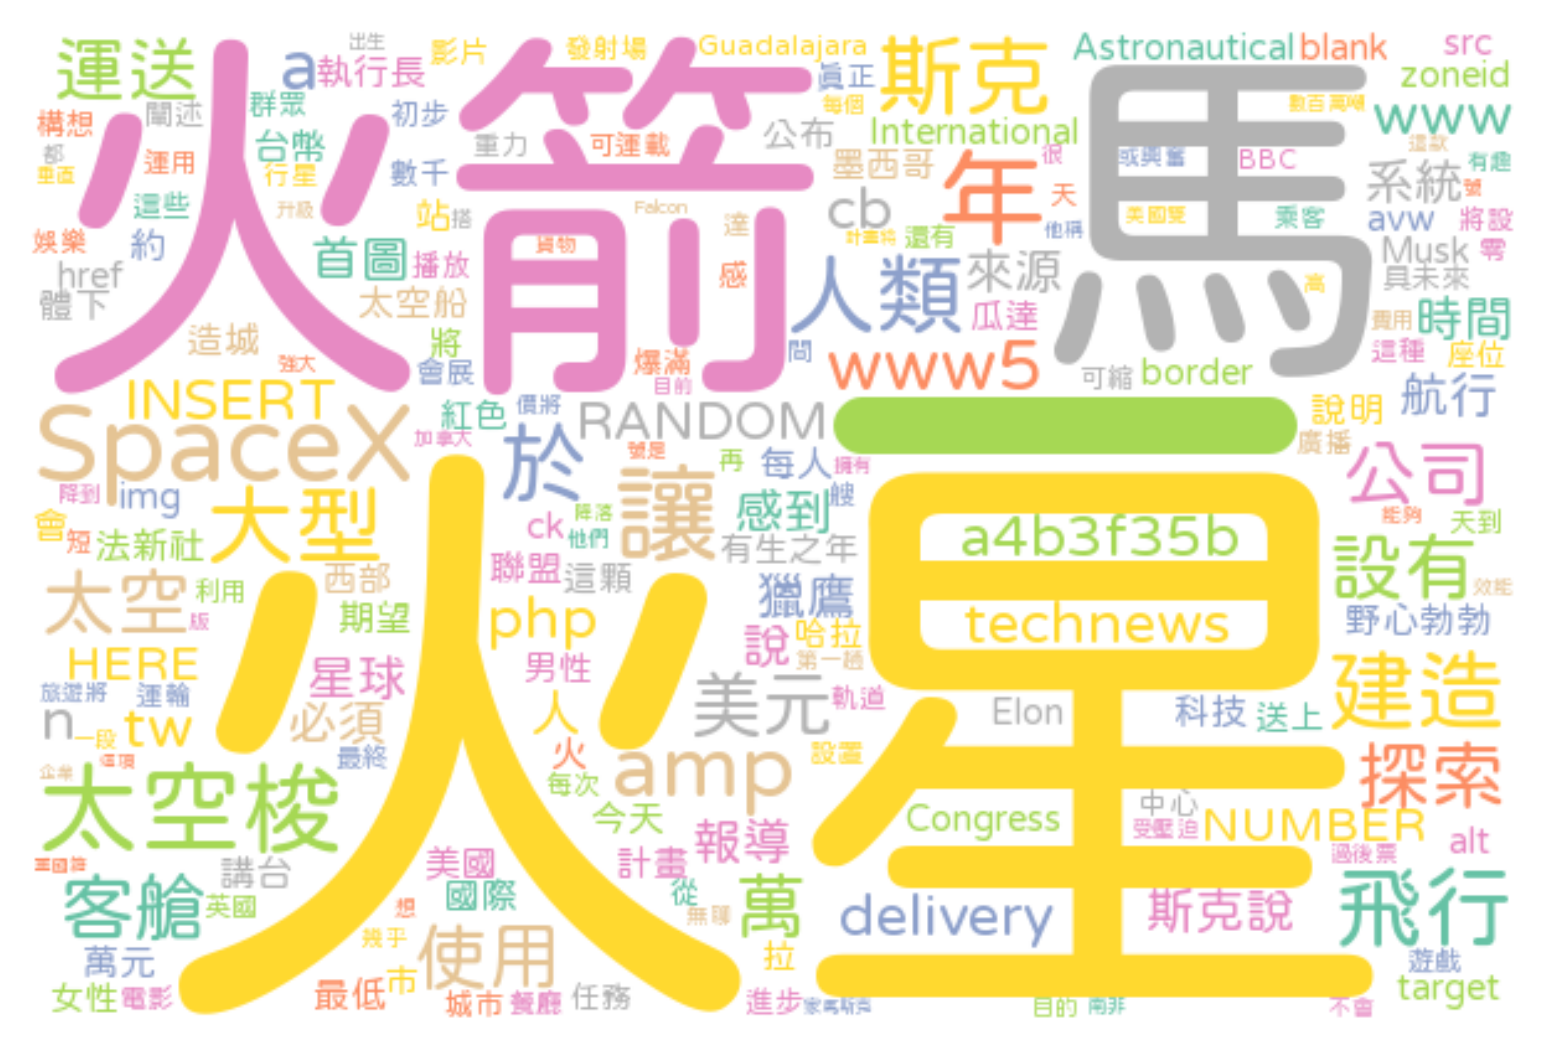 運送
火箭
a
執行長
出生
影片
發射場
Guadalajara
斯克
Astronautical
blank
src
zoneid
馬
眞正
每個
數百萬噸
www
構想
闡述
群眾
初步
都
垂直
運用
台幣
行星
數千
重力
可運載
公布
International
墨西哥
年
很
天
或興奮
BBC
這款
系統
有趣
號
這些
升級
站
搭
Falcon
達
cb
美國雙
乘客
avw
將設
娛樂
約
首圖
播放
貨物
感
計畫將
還有
他稱
Musk
零
href
體下
太空船
人類
來源
高
具未來
造城
將
瓜達
費用
時間
強大
會展
爆滿
目前
間
www5
可縮
border
這種
座位
INSERT
SpaceX
紅色
價將
加拿大
RANDOM
一
說明
航行
廣播
於
號是
再
每人
擁有
公司
降到
img
大型
讓
感到
艘
能夠
天到
會
短
法新社
ck
降落
他們
有生之年
a4b3f35b
設有
太空
利用
版
西部
聯盟
這顆
獵鷹
效能
期望
php
technews
野心勃勃
HERE
星球
男性
說
哈拉
第一趟
火星
建造
旅遊將
運輸
n
一段
tw
必須
人
美元
軌道
Elon
科技
送上
企業
這項
最終
火
每次
amp
設置
探索
太空梭
今天
Congress
中心
受壓迫
NUMBER
alt
講台
美國
計畫
報導
過後票
客艙
英國
國際
從
無聊
萬
delivery
斯克說
飛行
萬元
想
幾乎
使用
拉
遊戲
女性
電影
最低
市
城市
餐廳
任務
進步
家馬斯克
目的
南非
不會
target